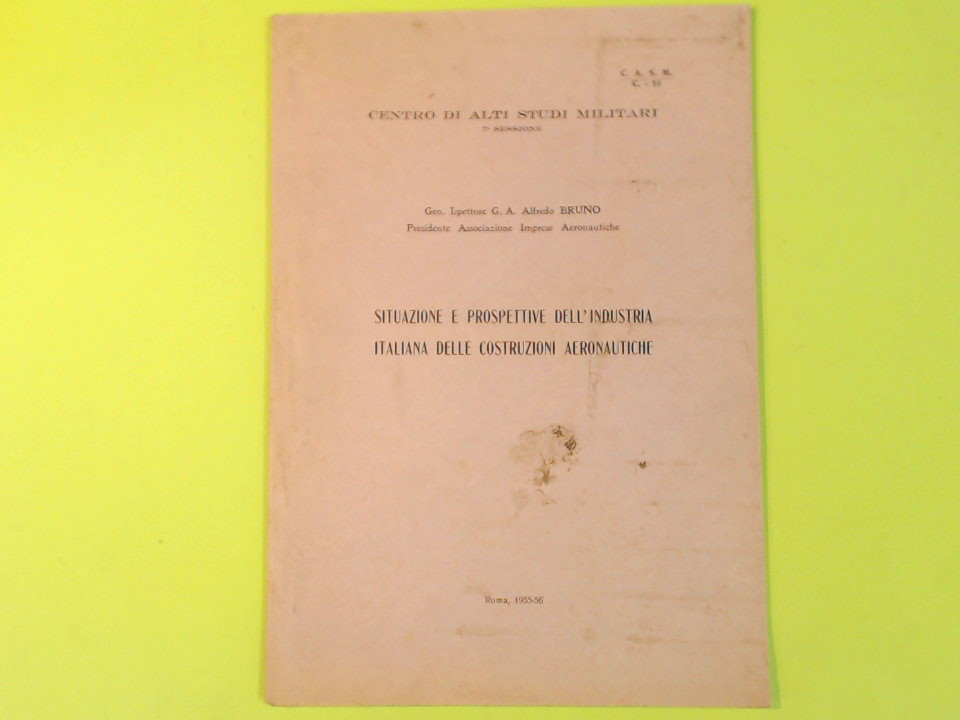 C. A. S. M.
C. -
CENTRO DI ALTI STUDI MILITARI
7ª SESSIONE
Gen. Ispettore G. A. Alfredo BRUNO
Presidente Associazione Imprese Aeronautiche
SITUAZIONE E PROSPETTIVE DELL'INDUSTRIA
ITALIANA DELLE COSTRUZIONI AERONAUTICHE
Roma, 1955-56